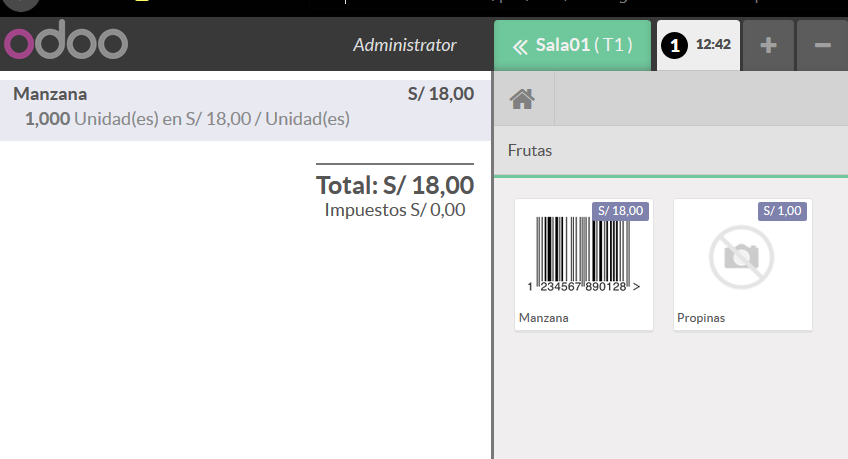 odoo
Administrator
Sala01 ( T1 )
1 12:42
Manzana S/ 18,00
1,000 Unidad(es) en S/ 18,00 / Unidad(es)
Total: S/ 18,00
Impuestos S/ 0,00
Frutas
S/ 18,00
1 234567 890128 >
Manzana
S/ 1,00
Propinas